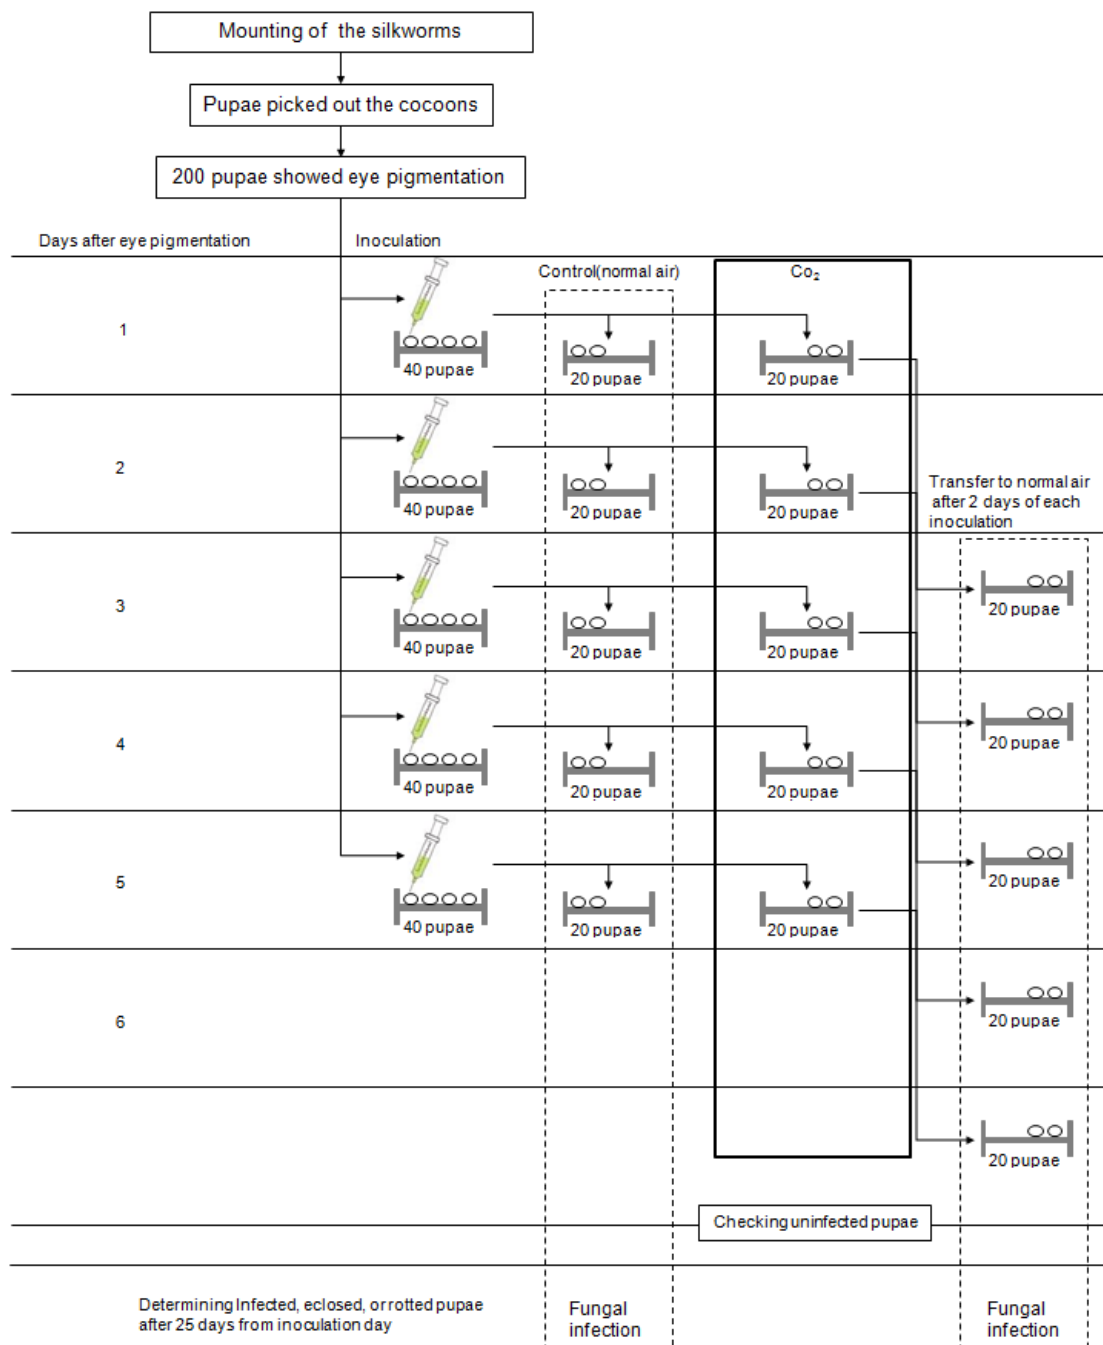 Mounting of the silkworms
Pupae picked out the cocoons
200 pupae showed eye pigmentation
Days after eye pigmentation
Inoculation
Control(normal air)
Co₂
1
40 pupae
20 pupae
20 pupae
2
40 pupae
20 pupae
20 pupae
Transfer to normal air
after 2 days of each
inoculation
3
40 pupae
20 pupae
20 pupae
20 pupae
4
40 pupae
20 pupae
20 pupae
20 pupae
5
40 pupae
20 pupae
20 pupae
20 pupae
6
20 pupae
20 pupae
Checking uninfected pupae
Determining Infected, eclosed, or rotted pupae
after 25 days from inoculation day
Fungal
infection
Fungal
infection